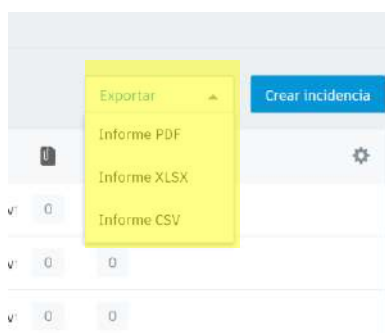 Exportar
Crear incidencia
Informe PDF
Informe XLSX
Informe CSV
0
0
0
0
0